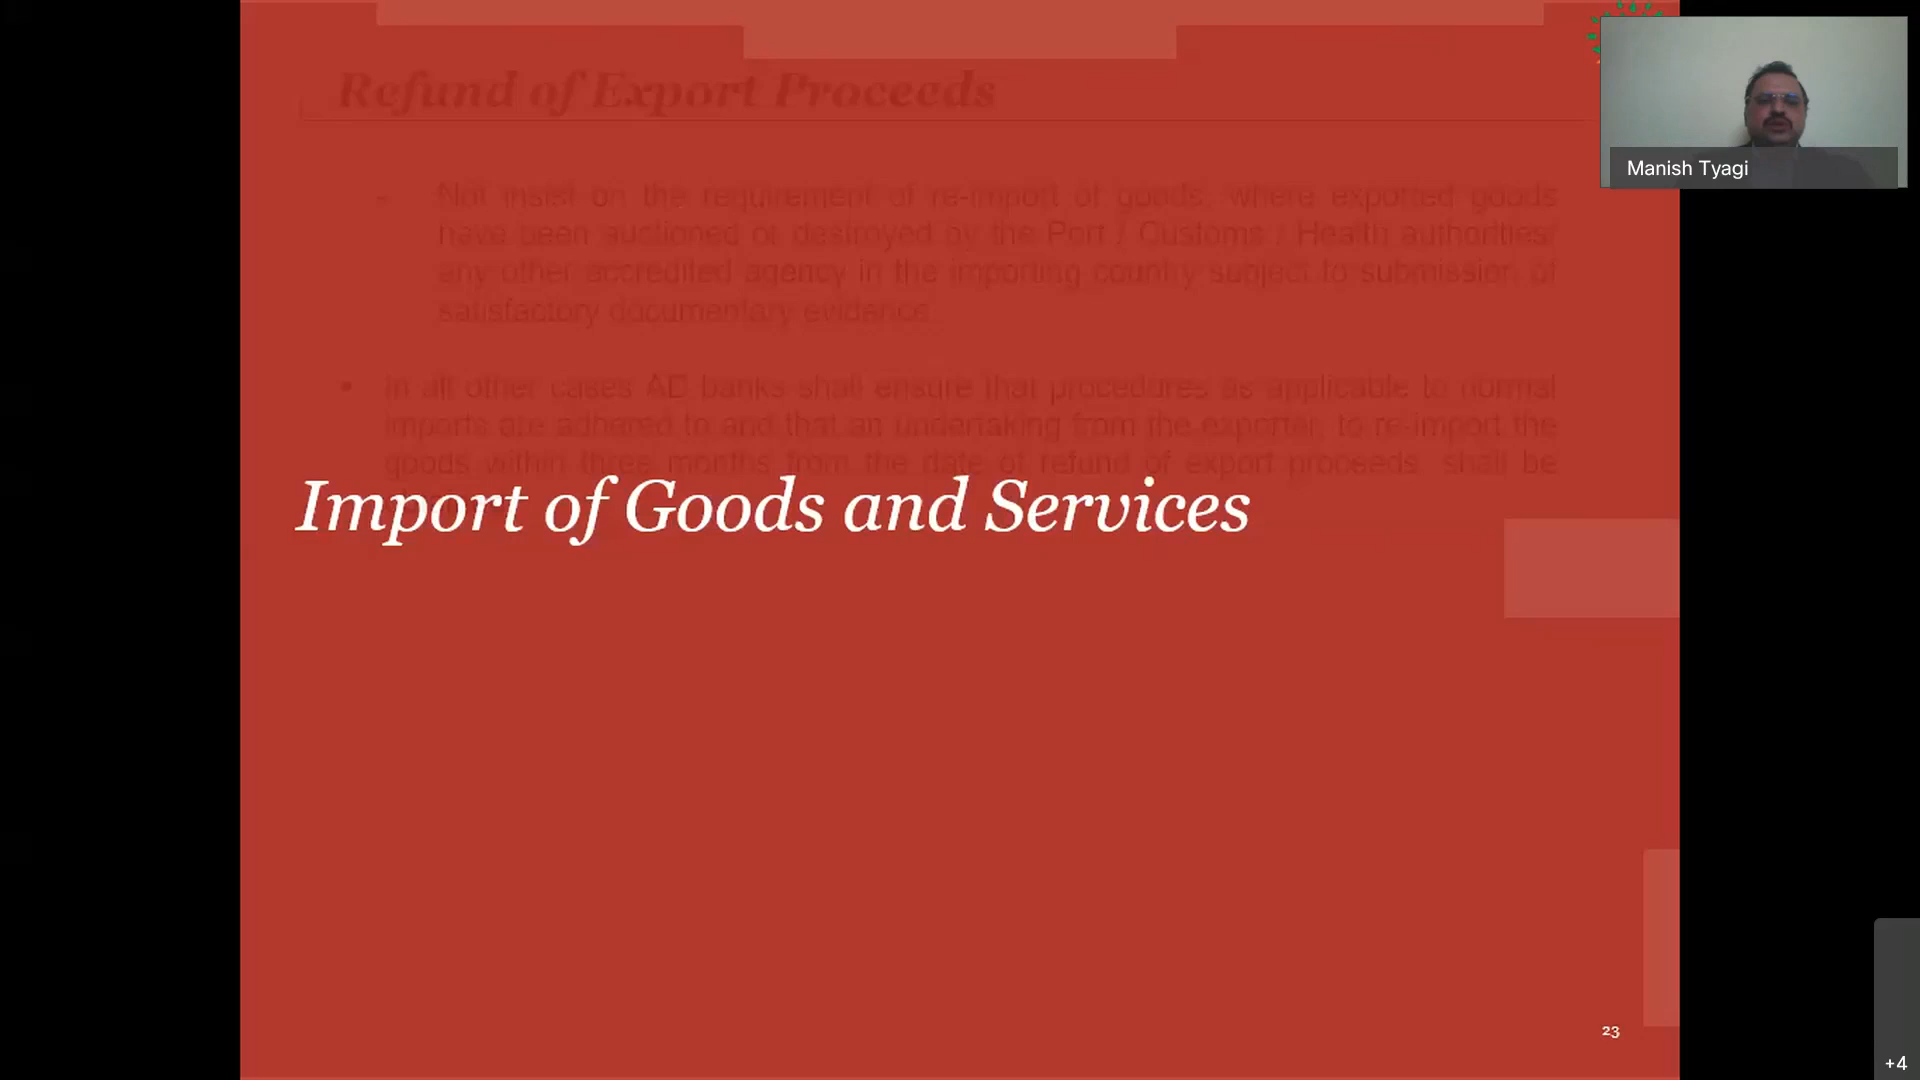 Refund of Export Proceeds
- Not insist on the requirement of re-import of goods, where exported goods
have been auctioned or destroyed by the Port / Customs / Health authorities/
any other accredited agency in the importing country subject to submission of
satisfactory documentary evidence.
• In all other cases AD banks shall ensure that procedures as applicable to normal
imports are adhered to and that an undertaking from the exporter to re-import the
goods within three months from the date of refund of export proceeds shall be
Import of Goods and Services
23
Manish Tyagi
+4